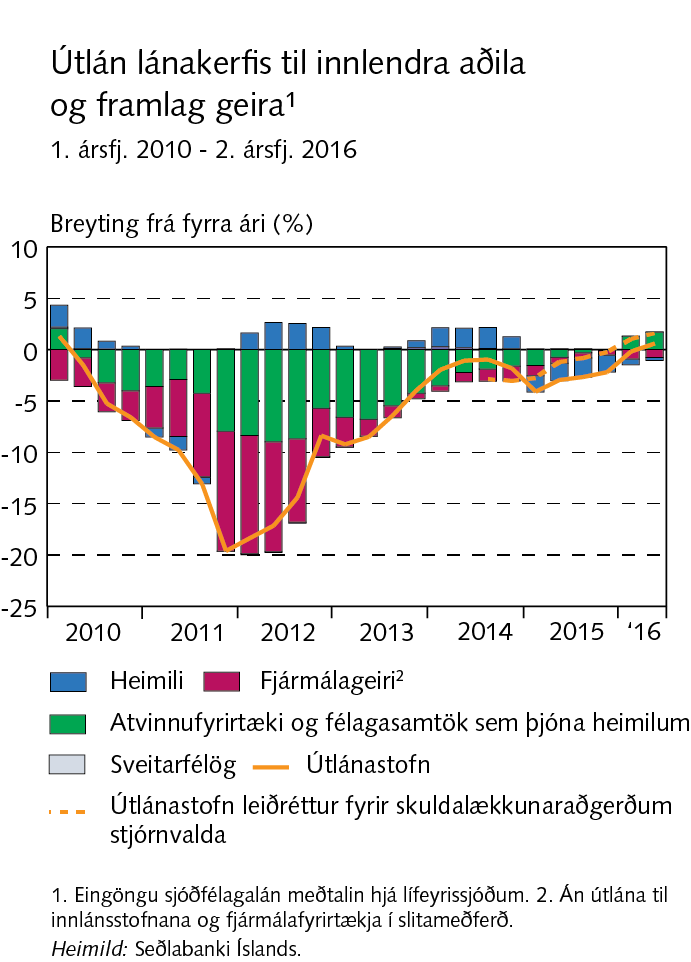 Útlán lánakerfis til innlendra aðila
og framlag geira¹
1. ársfj. 2010 - 2. ársfj. 2016
Breyting frá fyrra ári (%)
10
5
0
-5
-10
-15
-20
-25
2010 2011 2012 2013 2014 2015 ‘16
Heimili Fjármálageiri²
Atvinnufyrirtæki og félagasamtök sem þjóna heimilum
Sveitarfélög Útlánastofn
Útlánastofn leiðréttur fyrir skuldalækkunaraðgerðum
stjórnvalda
1. Eingöngu sjóðfélagalán meðtalin hjá lífeyrissjóðum. 2. Án útlána til
innlánsstofnana og fjármálafyrirtækja í slitameðferð.
Heimild: Seðlabanki Íslands.